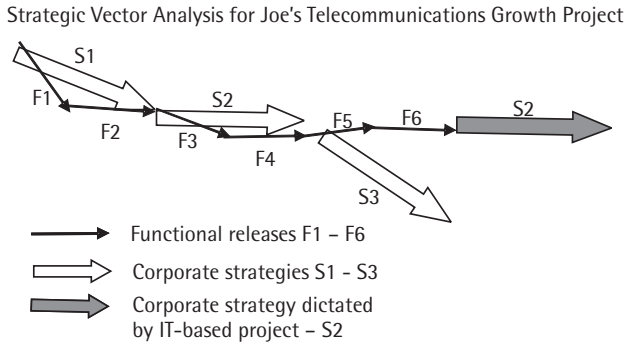 Strategic Vector Analysis for Joe's Telecommunications Growth Project
S1
F1
F2
S2
F3
F4
F5
F6
S2
S3
Functional releases F1 – F6
Corporate strategies S1 - S3
Corporate strategy dictated
by IT-based project – S2